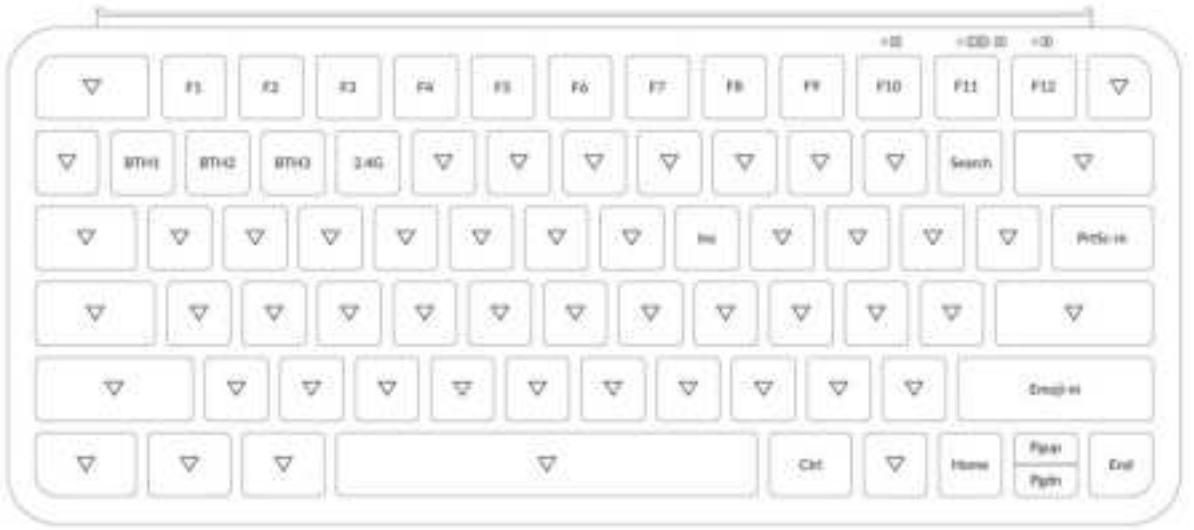 F1 F2 F3 F4 F5 F6 F7 F8 F9 F10 F11 F12
BTH1 BTH2 BTH3 2.4G Search
Ins PrtSc-m
Emoji-m
Ctrl Home PgUp End
PgDn